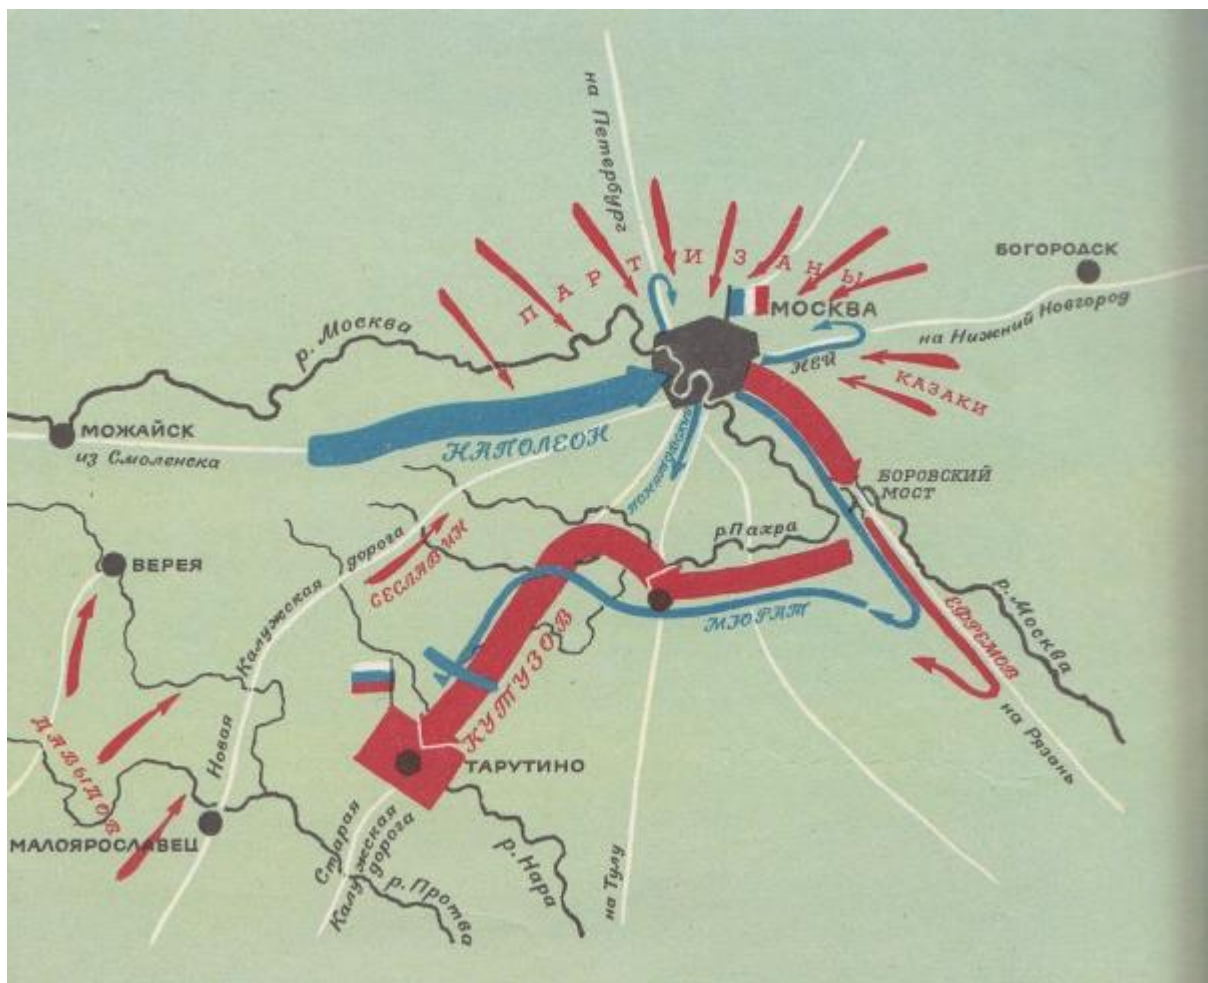 на Петербург
БОГОРОДСК
ПАРТИЗАНЫ
МОСКВА
на Нижний Новгород
р. Москва
НЕЙ
КАЗАКИ
МОЖАЙСК
из Смоленска
НАПОЛЕОН
ПОНЯТОВСКИЙ
БОРОВСКИЙ
МОСТ
р. Пахра
Новая Калужская дорога
СЕСЛАВИН
ВЕРЕЯ
МЮРАТ
ЕФРЕМОВ
р. Москва
на Рязань
КУТУЗОВ
ДАВЫДОВ
ТАРУТИНО
МАЛОЯРОСЛАВЕЦ
Старая
Калужская
дорога
р. Протва
р. Нара
на Тулу